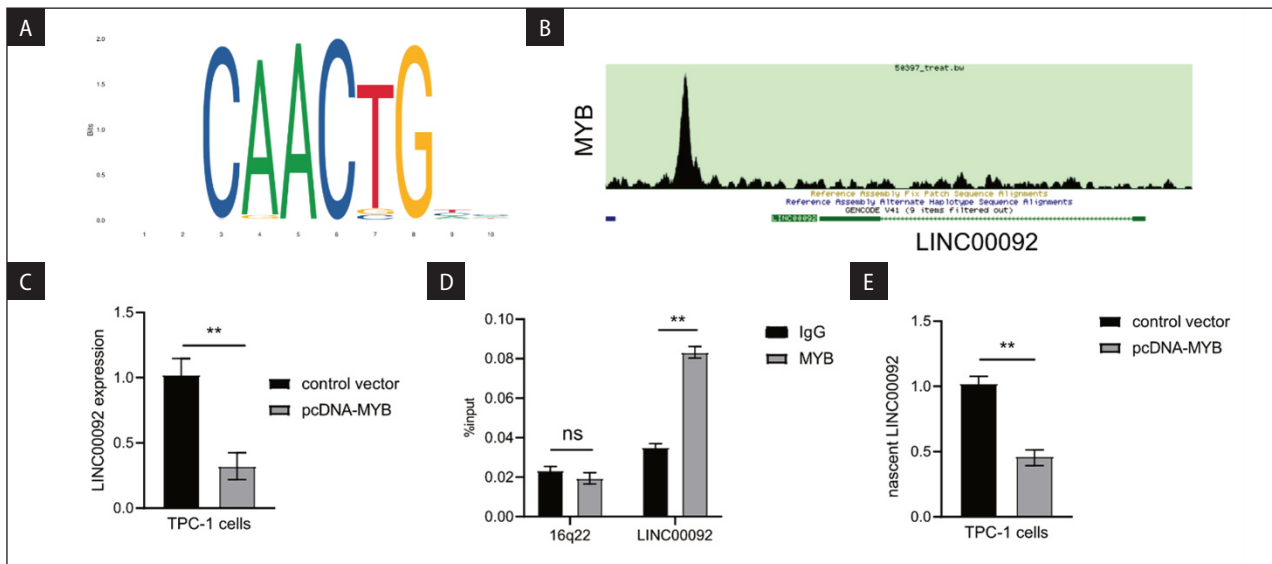 A
2.0
1.5
1.0
0.5
0.0
Bits
CAACTG
1 2 3 4 5 6 7 8 9 10
B
MYB
50397_treat.bw
Reference Assembly Fix Patch Sequence Alignments
Reference Assembly Alternate Haplotype Sequence Alignments
GENCODE V41 (9 items filtered out)
LINC00092
LINC00092
C
LINC00092 expression
1.5
1.0
0.5
0.0
**
TPC-1 cells
control vector
pcDNA-MYB
D
%input
0.10
0.08
0.06
0.04
0.02
0.00
ns
**
16q22 LINC00092
IgG
MYB
E
nascent LINC00092
1.5
1.0
0.5
0.0
**
TPC-1 cells
control vector
pcDNA-MYB